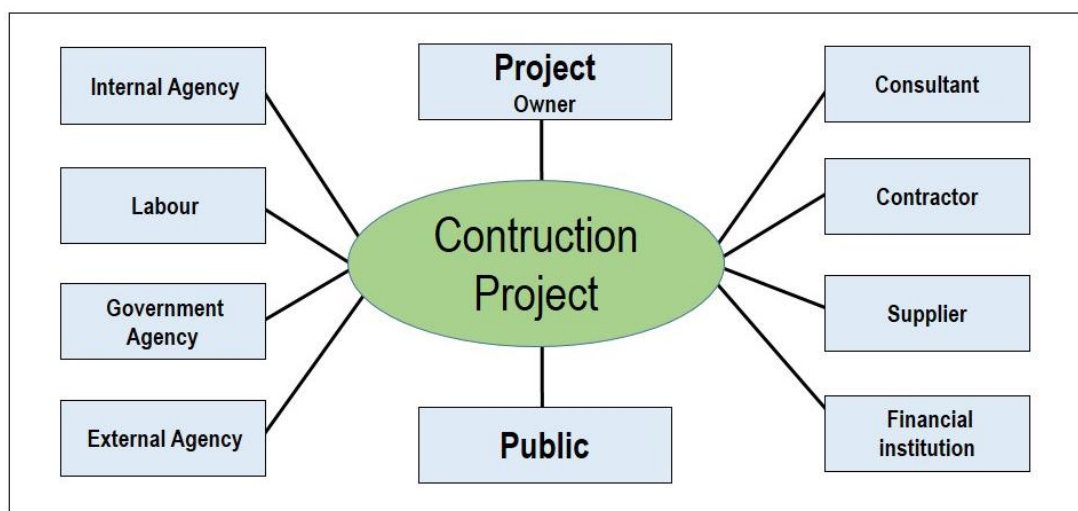 Internal Agency
Labour
Government
Agency
External Agency
Project
Owner
Contruction
Project
Public
Consultant
Contractor
Supplier
Financial
institution